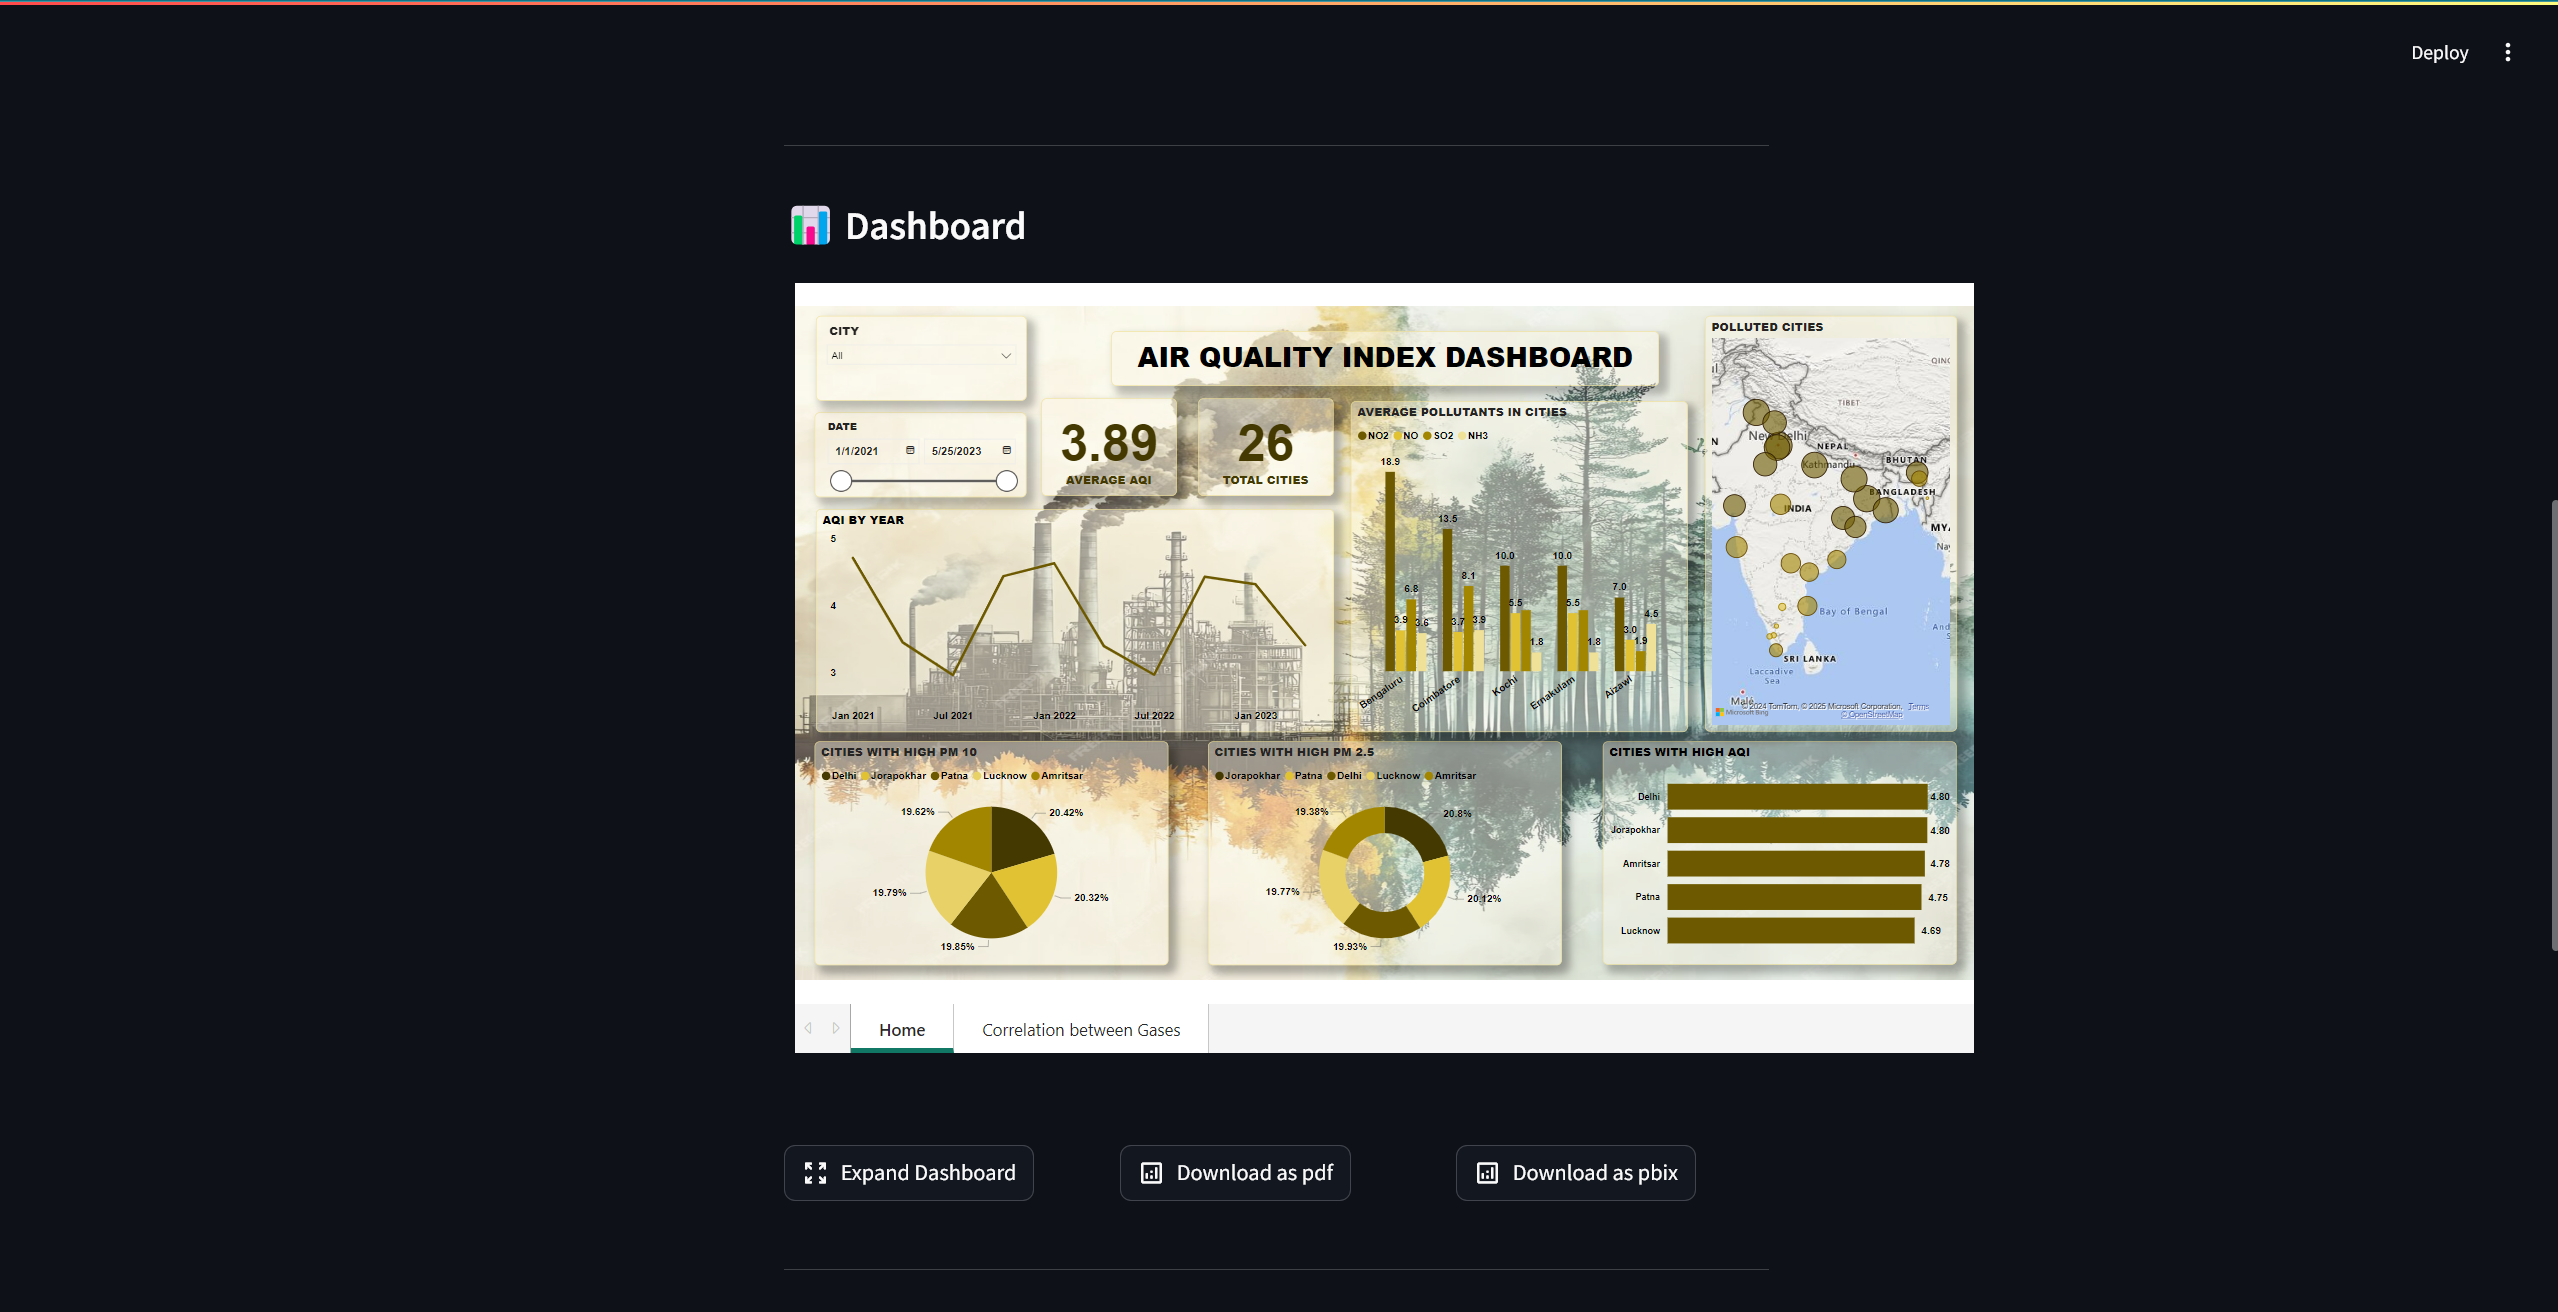 Deploy
Dashboard
CITY
All
AIR QUALITY INDEX DASHBOARD
DATE
1/1/2021 5/25/2023
3.89
AVERAGE AQI
26
TOTAL CITIES
AQI BY YEAR
5
4
3
Jan 2021 Jul 2021 Jan 2022 Jul 2022 Jan 2023
AVERAGE POLLUTANTS IN CITIES
NO2 NO SO2 NH3
18.9
3.9
6.8
3.6
13.5
3.7
8.1
3.9
10.0
5.5
1.8
10.0
5.5
1.8
7.0
3.0
1.9
4.5
Bengaluru Coimbatore Kochi Ernakulam Aizawl
POLLUTED CITIES
QING
TIBET
New Delhi
NEPAL
Kathmandu
BHUTAN
BANGLADESH
INDIA
MYA
Nay
Bay of Bengal
And
S
SRI LANKA
Laccadive
Sea
Malé
© 2024 TomTom, © 2025 Microsoft Corporation, Terms
Microsoft Bing
© OpenStreetMap
CITIES WITH HIGH PM 10
Delhi Jorapokhar Patna Lucknow Amritsar
19.62%
20.42%
19.79%
20.32%
19.85%
CITIES WITH HIGH PM 2.5
Jorapokhar Patna Delhi Lucknow Amritsar
19.38%
20.8%
19.77%
20.12%
19.93%
CITIES WITH HIGH AQI
Delhi 4.80
Jorapokhar 4.80
Amritsar 4.78
Patna 4.75
Lucknow 4.69
Home Correlation between Gases
Expand Dashboard Download as pdf Download as pbix